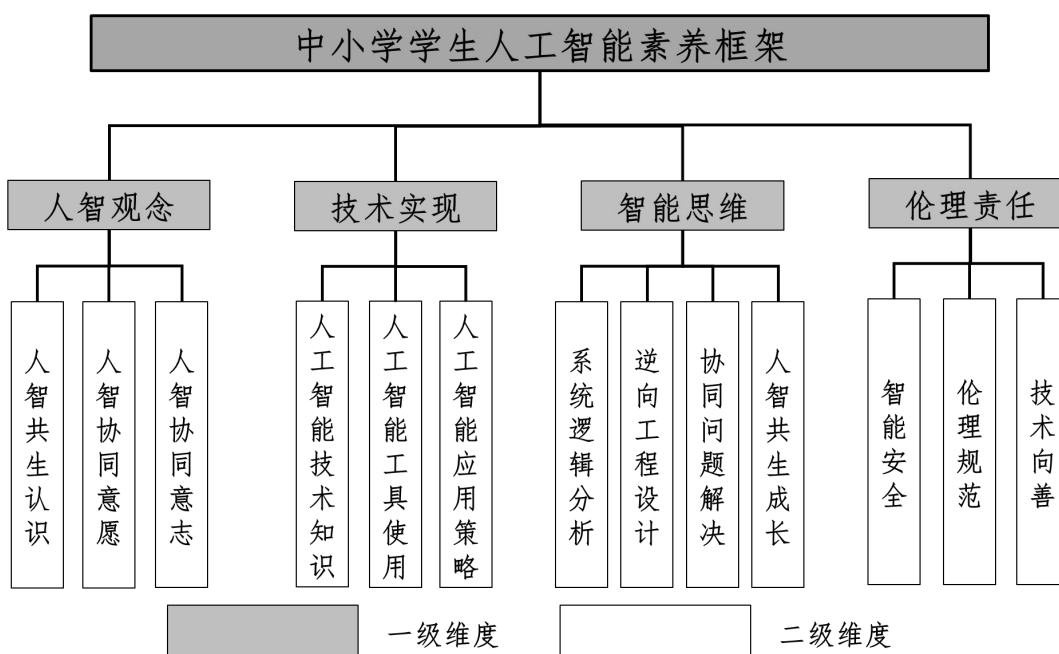 中小学学生人工智能素养框架
人智观念
技术实现
智能思维
伦理责任
人智共生认识
人智协同意愿
人智协同意志
人工智能技术知识
人工智能工具使用
人工智能应用策略
系统逻辑分析
逆向工程设计
协同问题解决
人智共生成长
智能安全
伦理规范
技术向善
一级维度
二级维度